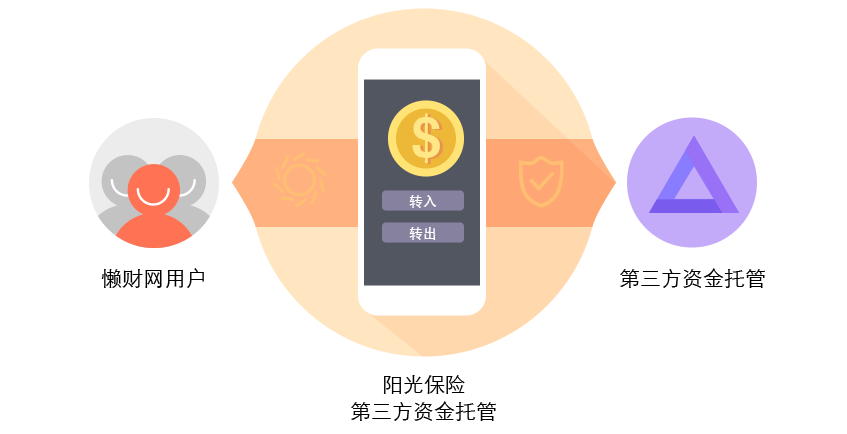 $
转入
转出
懒财网用户
第三方资金托管
阳光保险
第三方资金托管